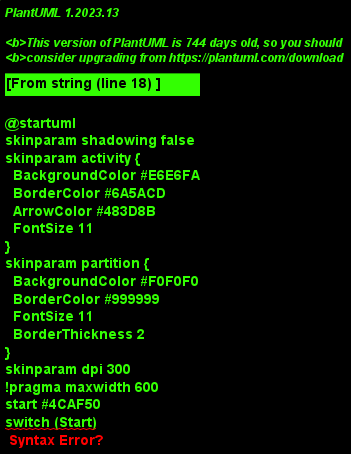 PlantUML 1.2023.13
<b>This version of PlantUML is 744 days old, so you should
<b>consider upgrading from https://plantuml.com/download
[From string (line 18) ]
@startuml
skinparam shadowing false
skinparam activity {
BackgroundColor #E6E6FA
BorderColor #6A5ACD
ArrowColor #483D8B
FontSize 11
}
skinparam partition {
BackgroundColor #F0F0F0
BorderColor #999999
FontSize 11
BorderThickness 2
}
skinparam dpi 300
!pragma maxwidth 600
start #4CAF50
switch (Start)
Syntax Error?